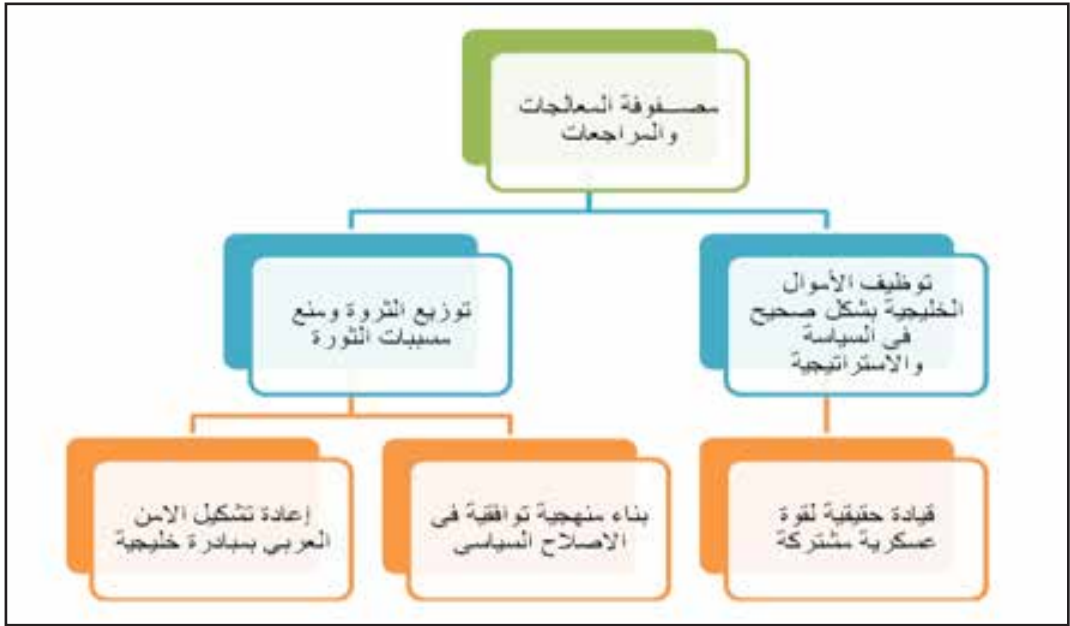 مصفوفة المعالجات
والمراجعات
توظيف الأموال
الخليجية بشكل صحيح
فى السياسة
والاستراتيجية
توزيع الثروة ومنع
مسببات الثورة
قيادة حقيقية لقوة
عسكرية مشتركة
بناء منهجية توافقية فى
الاصلاح السياسى
إعادة تشكيل الامن
العربي بمبادرة خليجية